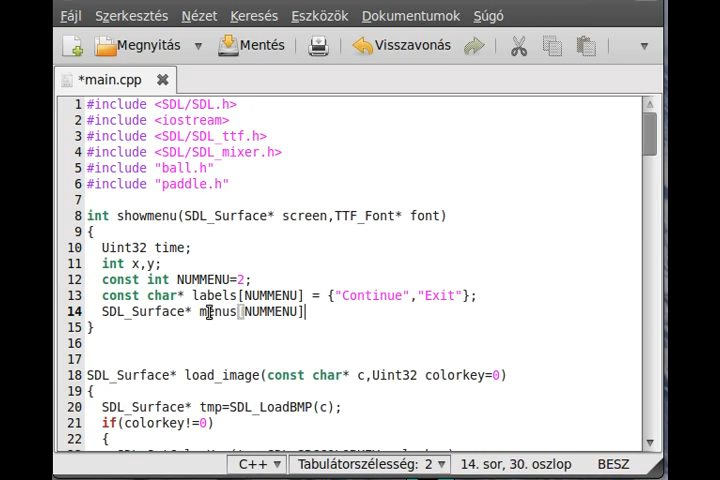 Fájl Szerkesztés Nézet Keresés Eszközök Dokumentumok Súgó
Megnyitás Mentés Visszavonás
*main.cpp
1 #include <SDL/SDL.h>
2 #include <iostream>
3 #include <SDL/SDL_ttf.h>
4 #include <SDL/SDL_mixer.h>
5 #include "ball.h"
6 #include "paddle.h"
7
8 int showmenu(SDL_Surface* screen,TTF_Font* font)
9 {
10 Uint32 time;
11 int x,y;
12 const int NUMMENU=2;
13 const char* labels[NUMMENU] = {"Continue","Exit"};
14 SDL_Surface* menus[NUMMENU]
15 }
16
17
18 SDL_Surface* load_image(const char* c,Uint32 colorkey=0)
19 {
20 SDL_Surface* tmp=SDL_LoadBMP(c);
21 if(colorkey!=0)
22 {
C++ Tabulátorszélesség: 2 14. sor, 30. oszlop BESZ